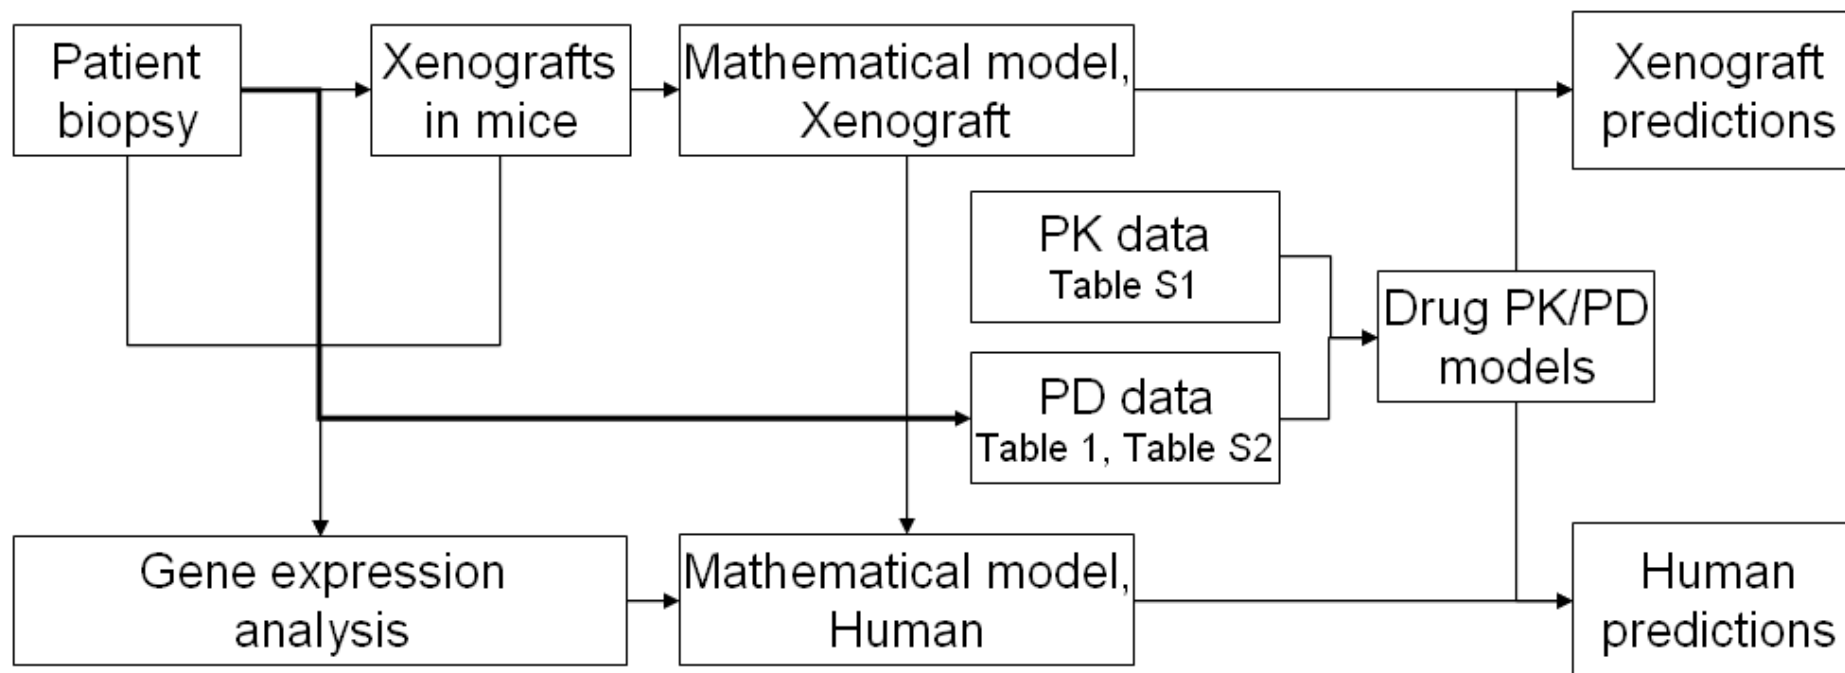 Patient
biopsy
Xenografts
in mice
Mathematical model,
Xenograft
Xenograft
predictions
PK data
Table S1
Drug PK/PD
models
PD data
Table 1, Table S2
Gene expression
analysis
Mathematical model,
Human
Human
predictions